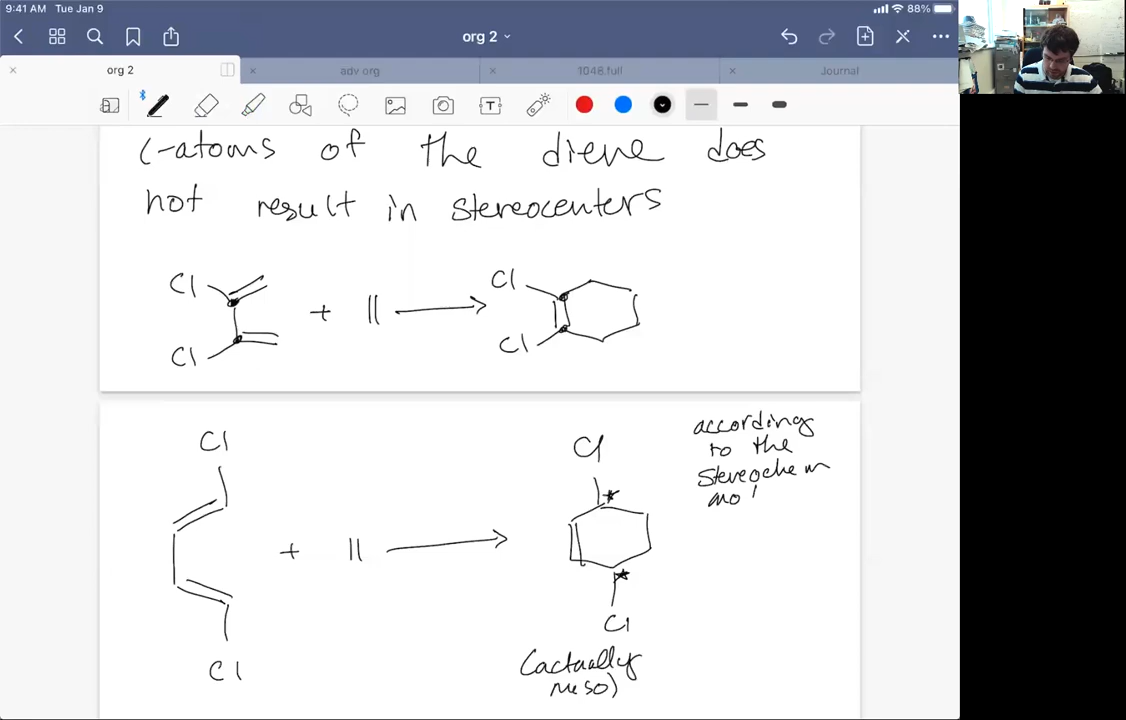 9:41 AM Tue Jan 9
88%
org 2
org 2
adv org
1048.full
Journal
T
C-atoms of the diene does
not result in stereocenters
Cl
Cl
+
Cl
Cl
Cl
Cl
+
Cl
*
*
Cl
(actually
meso)
according
to the
stereochem